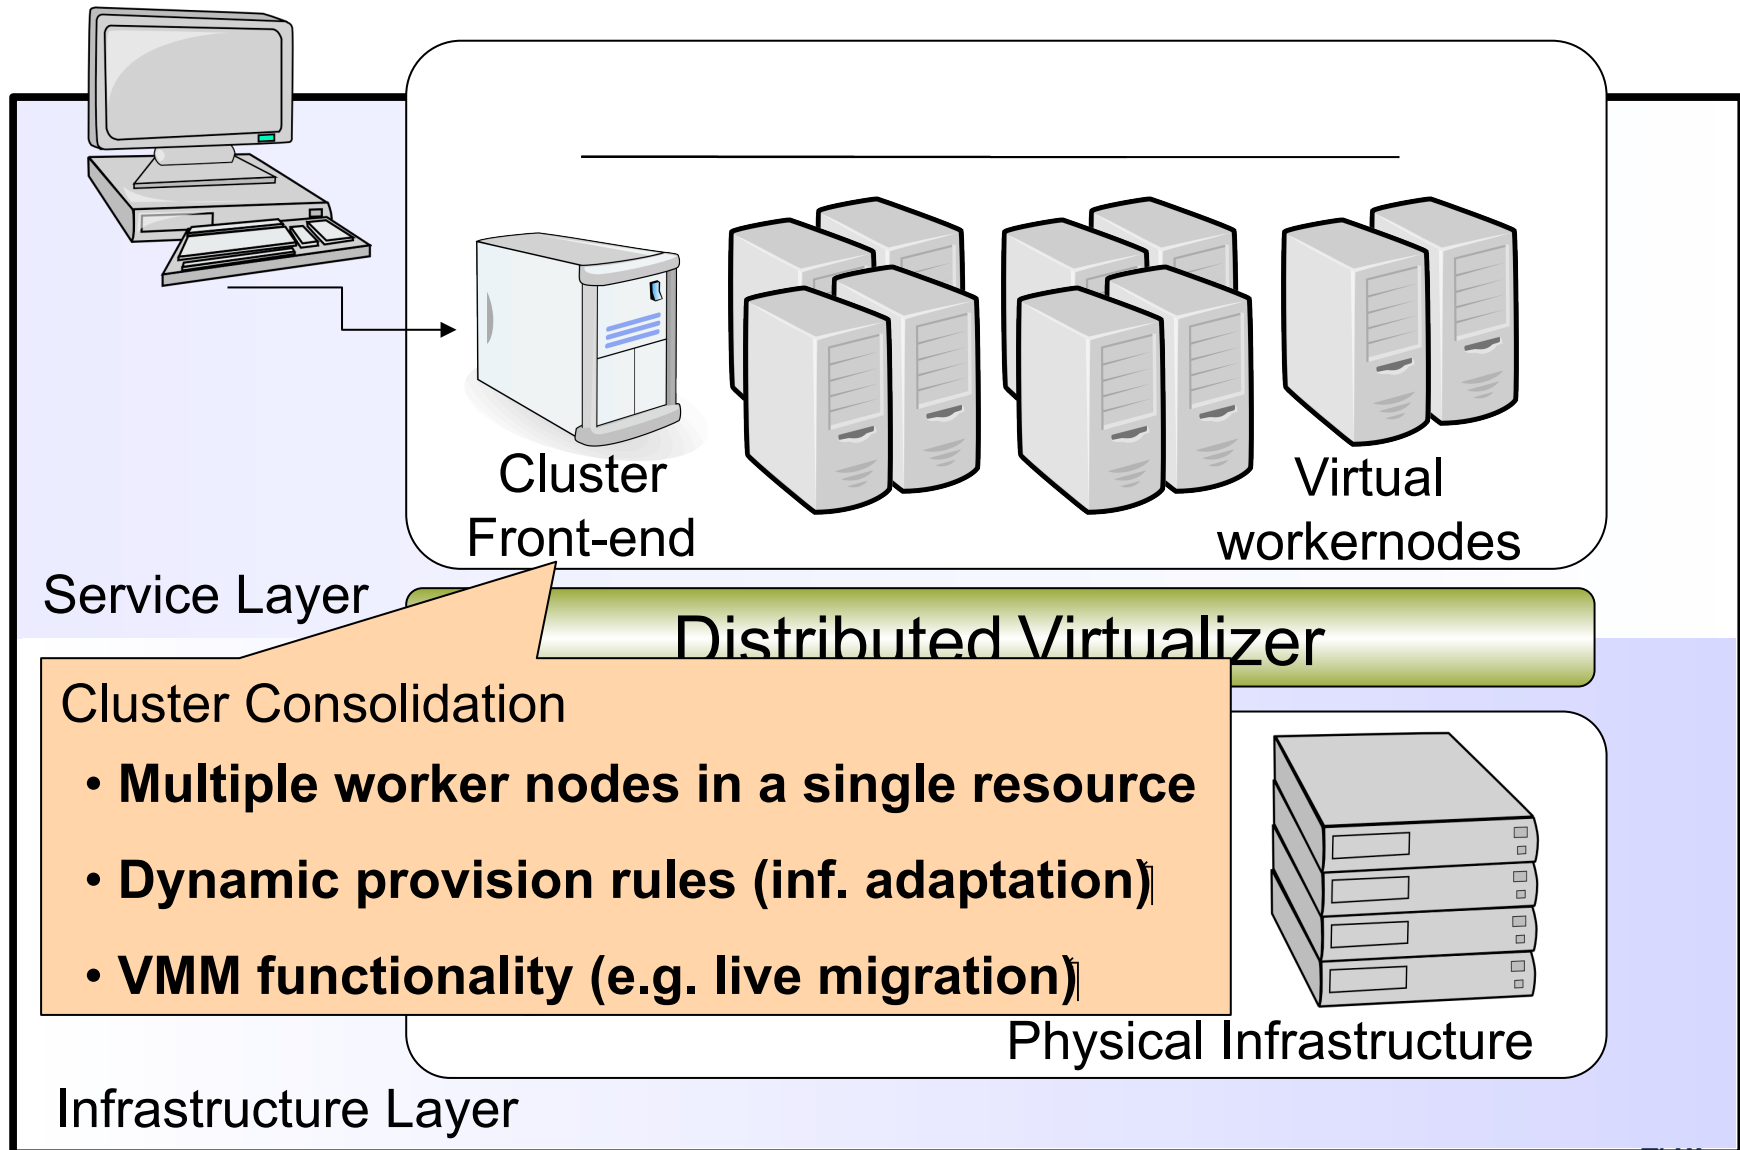 Cluster
Front-end
Virtual
workernodes
Service Layer
Distributed Virtualizer
Cluster Consolidation
• Multiple worker nodes in a single resource
• Dynamic provision rules (inf. adaptation)
• VMM functionality (e.g. live migration)
Physical Infrastructure
Infrastructure Layer